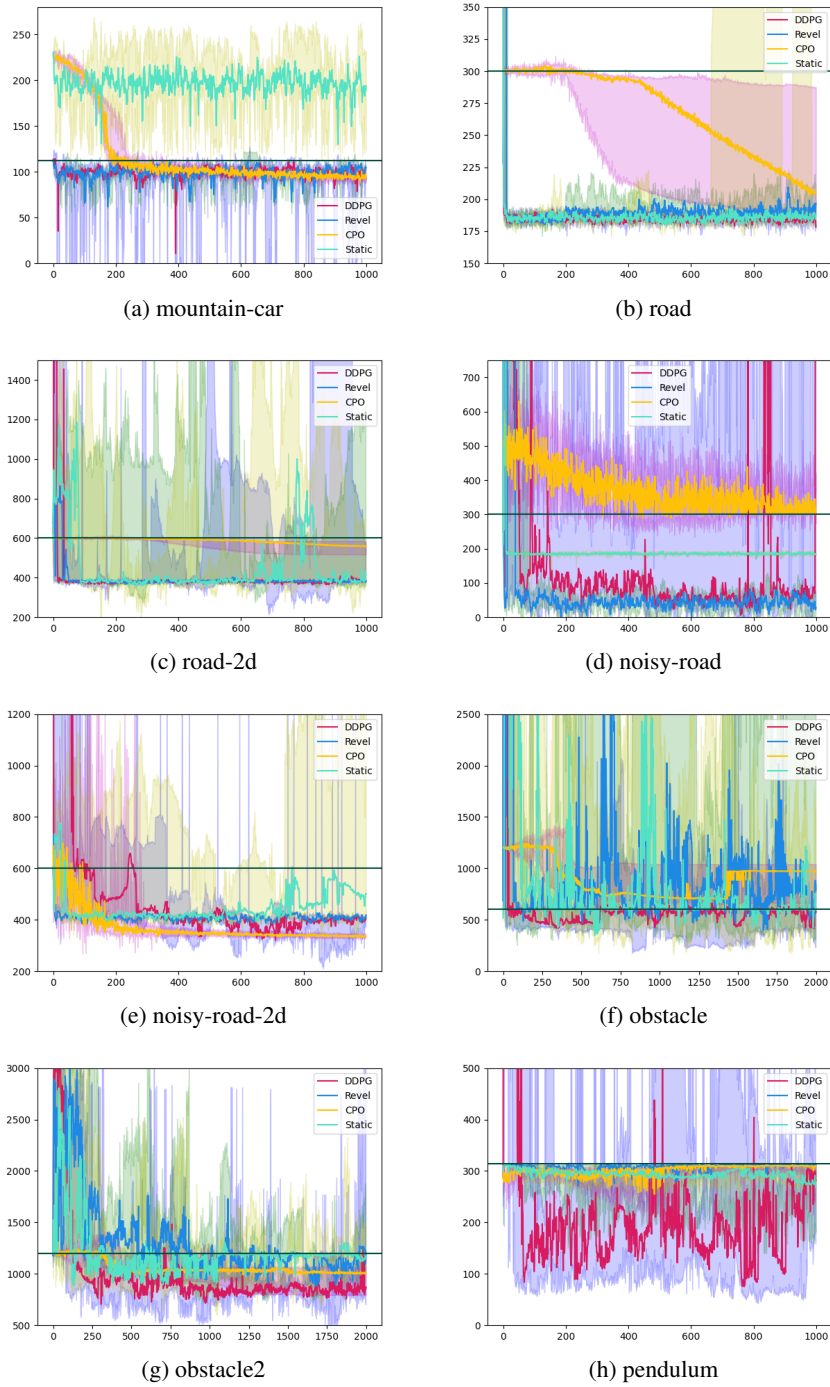 300
250
200
150
100
50
0
0 200 400 600 800 1000
DDPG
Revel
CPO
Static
(a) mountain-car
350
325
300
275
250
225
200
175
150
0 200 400 600 800 1000
DDPG
Revel
CPO
Static
(b) road
1400
1200
1000
800
600
400
200
0 200 400 600 800 1000
DDPG
Revel
CPO
Static
(c) road-2d
700
600
500
400
300
200
100
0
0 200 400 600 800 1000
DDPG
Revel
CPO
Static
(d) noisy-road
1200
1000
800
600
400
200
0 200 400 600 800 1000
DDPG
Revel
CPO
Static
(e) noisy-road-2d
2500
2000
1500
1000
500
0
0 250 500 750 1000 1250 1500 1750 2000
DDPG
Revel
CPO
Static
(f) obstacle
3000
2500
2000
1500
1000
500
0 250 500 750 1000 1250 1500 1750 2000
DDPG
Revel
CPO
Static
(g) obstacle2
500
400
300
200
100
0
0 200 400 600 800 1000
DDPG
Revel
CPO
Static
(h) pendulum